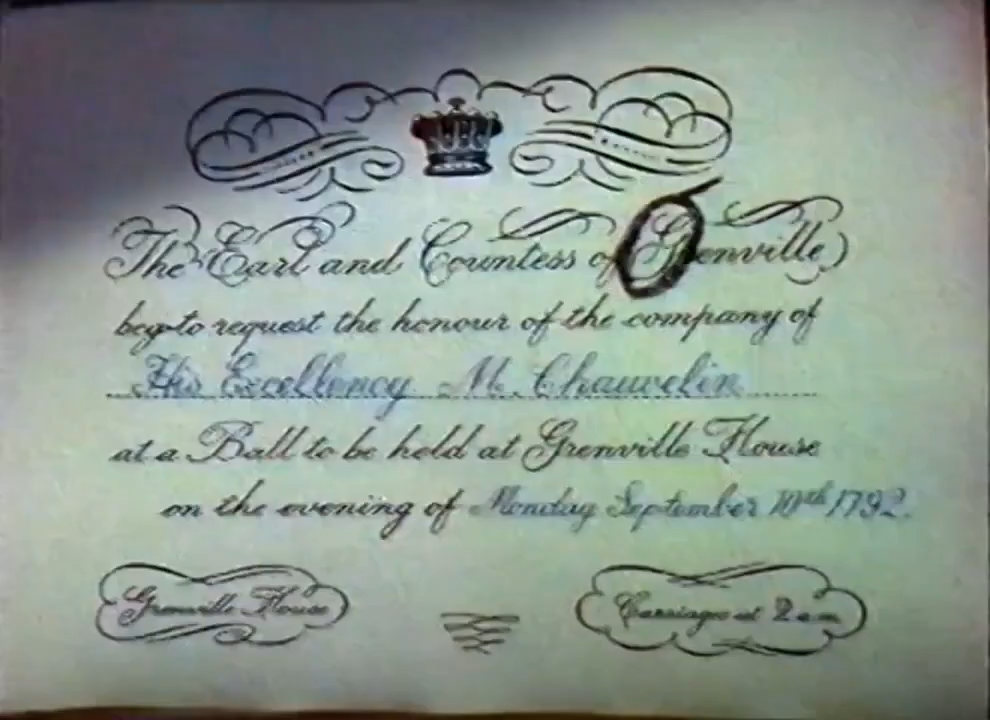 The Earl and Countess of Grenville
beg to request the honour of the company of
His Excellency M. Chauvelin
at a Ball to be held at Grenville House
on the evening of Monday September 10th 1792.
Grenville House
Carriages at 2 a.m.